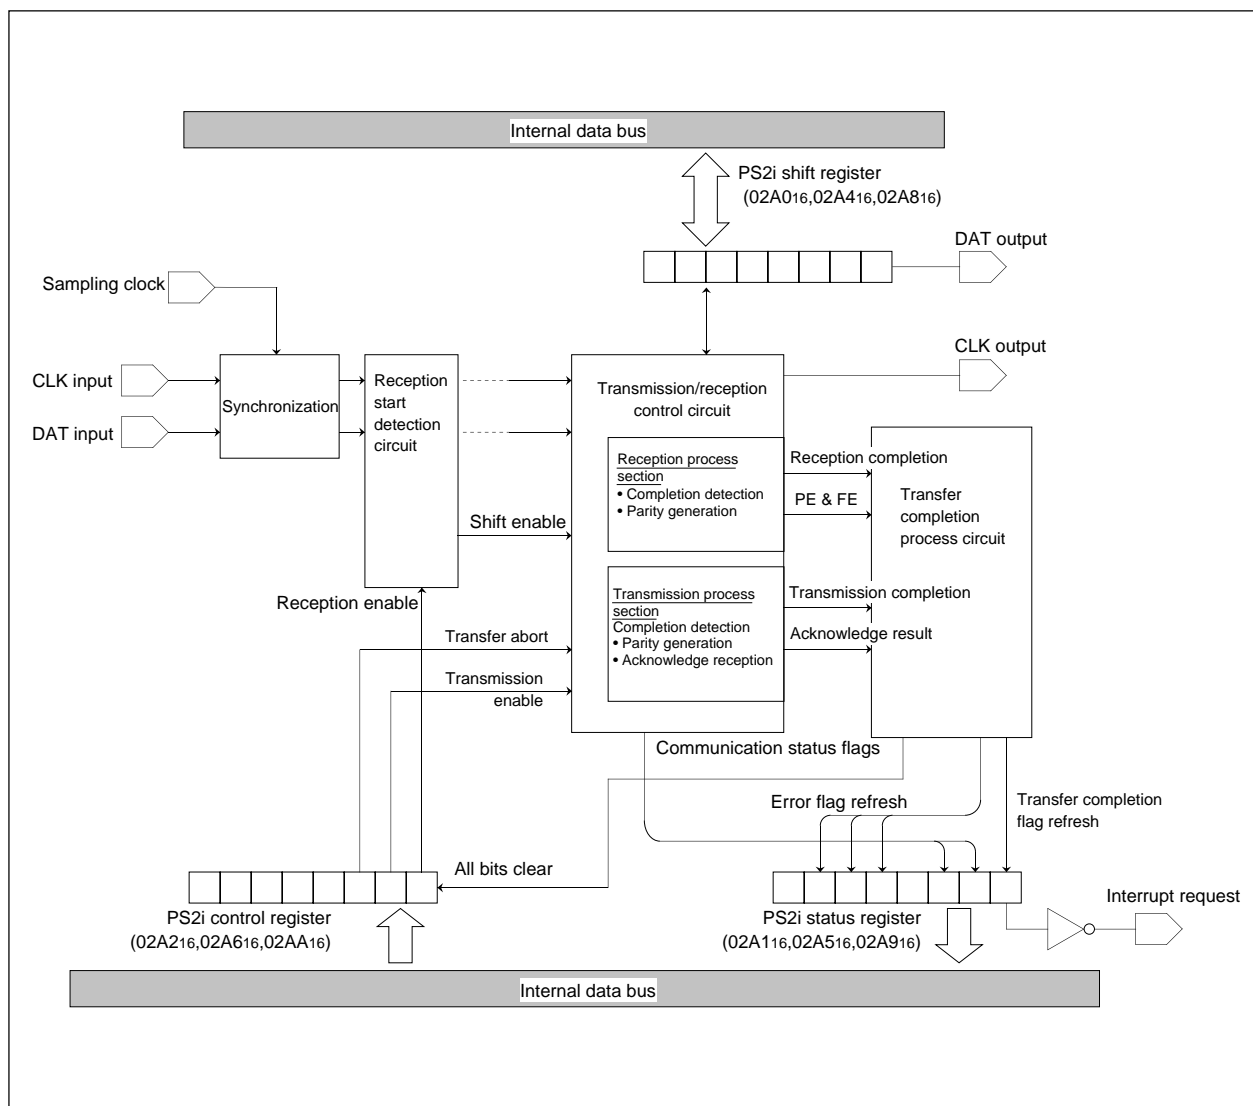 Internal data bus
PS2i shift register
(02A016,02A416,02A816)
DAT output
Sampling clock
CLK output
CLK input
DAT input
Synchronization
Reception
start
detection
circuit
Transmission/reception
control circuit
Reception process
section
• Completion detection
• Parity generation
Reception completion
PE & FE
Transfer
completion
process circuit
Shift enable
Transmission process
section
Completion detection
• Parity generation
• Acknowledge reception
Transmission completion
Acknowledge result
Reception enable
Transfer abort
Transmission
enable
Communication status flags
Error flag refresh
Transfer completion
flag refresh
All bits clear
PS2i control register
(02A216,02A616,02AA16)
PS2i status register
(02A116,02A516,02A916)
Interrupt request
Internal data bus